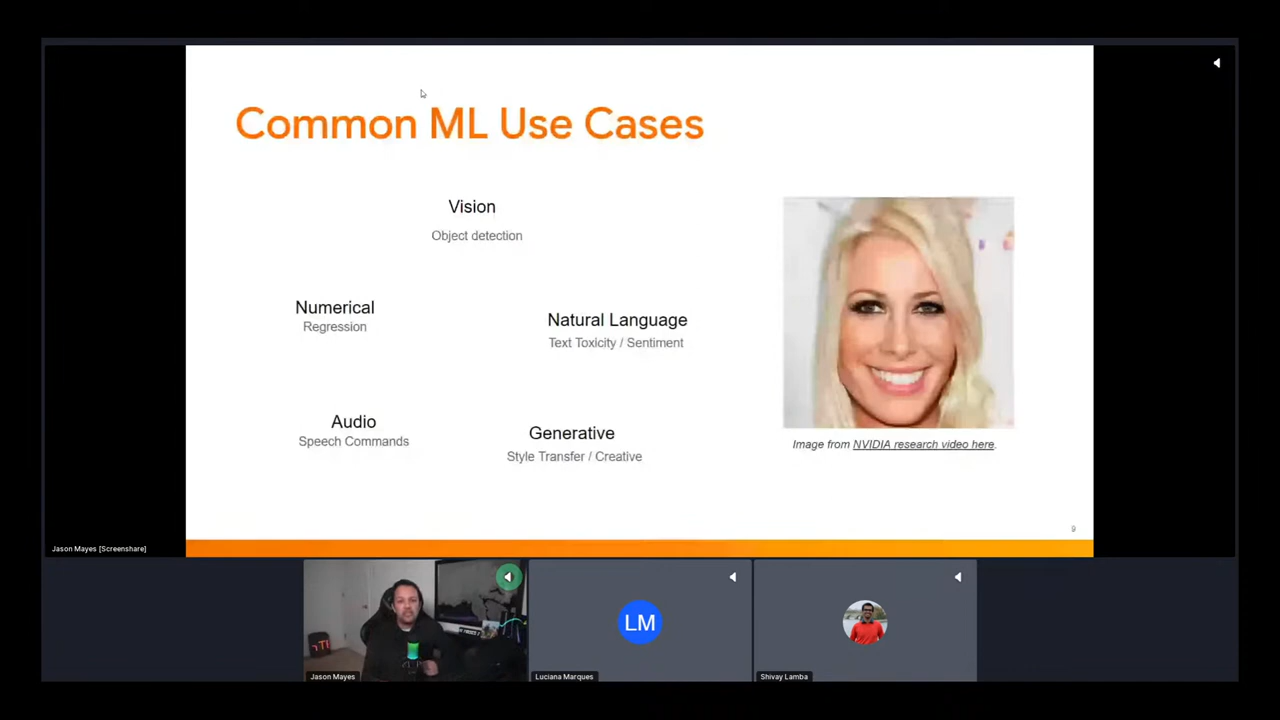 Common ML Use Cases
Vision
Object detection
Numerical
Regression
Natural Language
Text Toxicity / Sentiment
Audio
Speech Commands
Generative
Style Transfer / Creative
Image from NVIDIA research video here.
9
Jason Mayes [Screenshare]
LM
Jason Mayes
Luciana Marques
Shivay Lamba